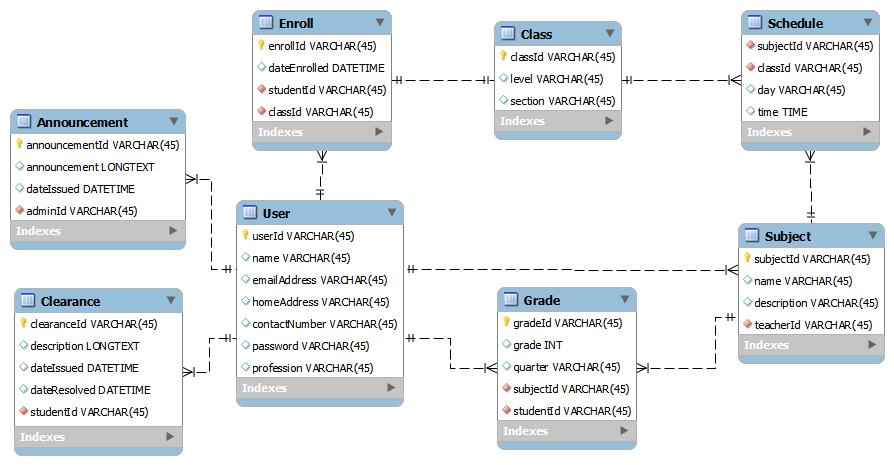 Enroll
enrollId VARCHAR(45)
dateEnrolled DATETIME
studentId VARCHAR(45)
classId VARCHAR(45)
Indexes
Class
classId VARCHAR(45)
level VARCHAR(45)
section VARCHAR(45)
Indexes
Schedule
subjectId VARCHAR(45)
classId VARCHAR(45)
day VARCHAR(45)
time TIME
Indexes
Announcement
announcementId VARCHAR(45)
announcement LONGTEXT
dateIssued DATETIME
adminId VARCHAR(45)
Indexes
User
userId VARCHAR(45)
name VARCHAR(45)
emailAddress VARCHAR(45)
homeAddress VARCHAR(45)
contactNumber VARCHAR(45)
password VARCHAR(45)
profession VARCHAR(45)
Indexes
Subject
subjectId VARCHAR(45)
name VARCHAR(45)
description VARCHAR(45)
teacherId VARCHAR(45)
Indexes
Clearance
clearanceId VARCHAR(45)
description LONGTEXT
dateIssued DATETIME
dateResolved DATETIME
studentId VARCHAR(45)
Indexes
Grade
gradeId VARCHAR(45)
grade INT
quarter VARCHAR(45)
subjectId VARCHAR(45)
studentId VARCHAR(45)
Indexes